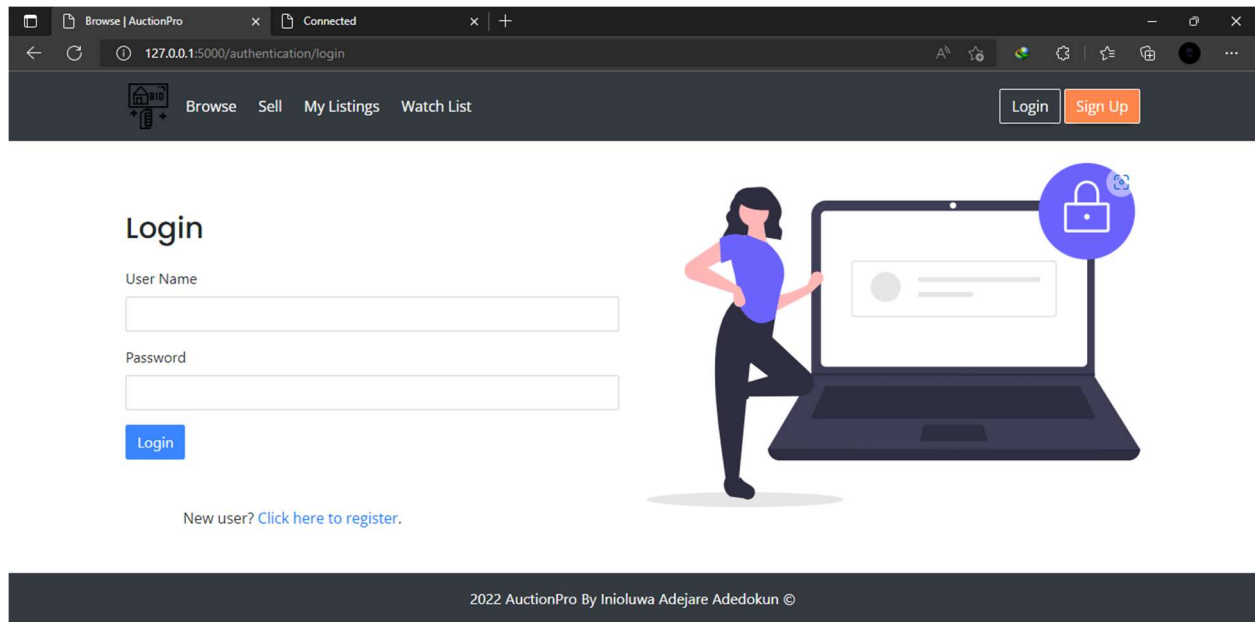 Browse | AuctionPro
Connected
127.0.0.1:5000/authentication/login
BID
Browse Sell My Listings Watch List
Login Sign Up
Login
User Name
Password
Login
New user? Click here to register.
2022 AuctionPro By Inioluwa Adejare Adedokun ©